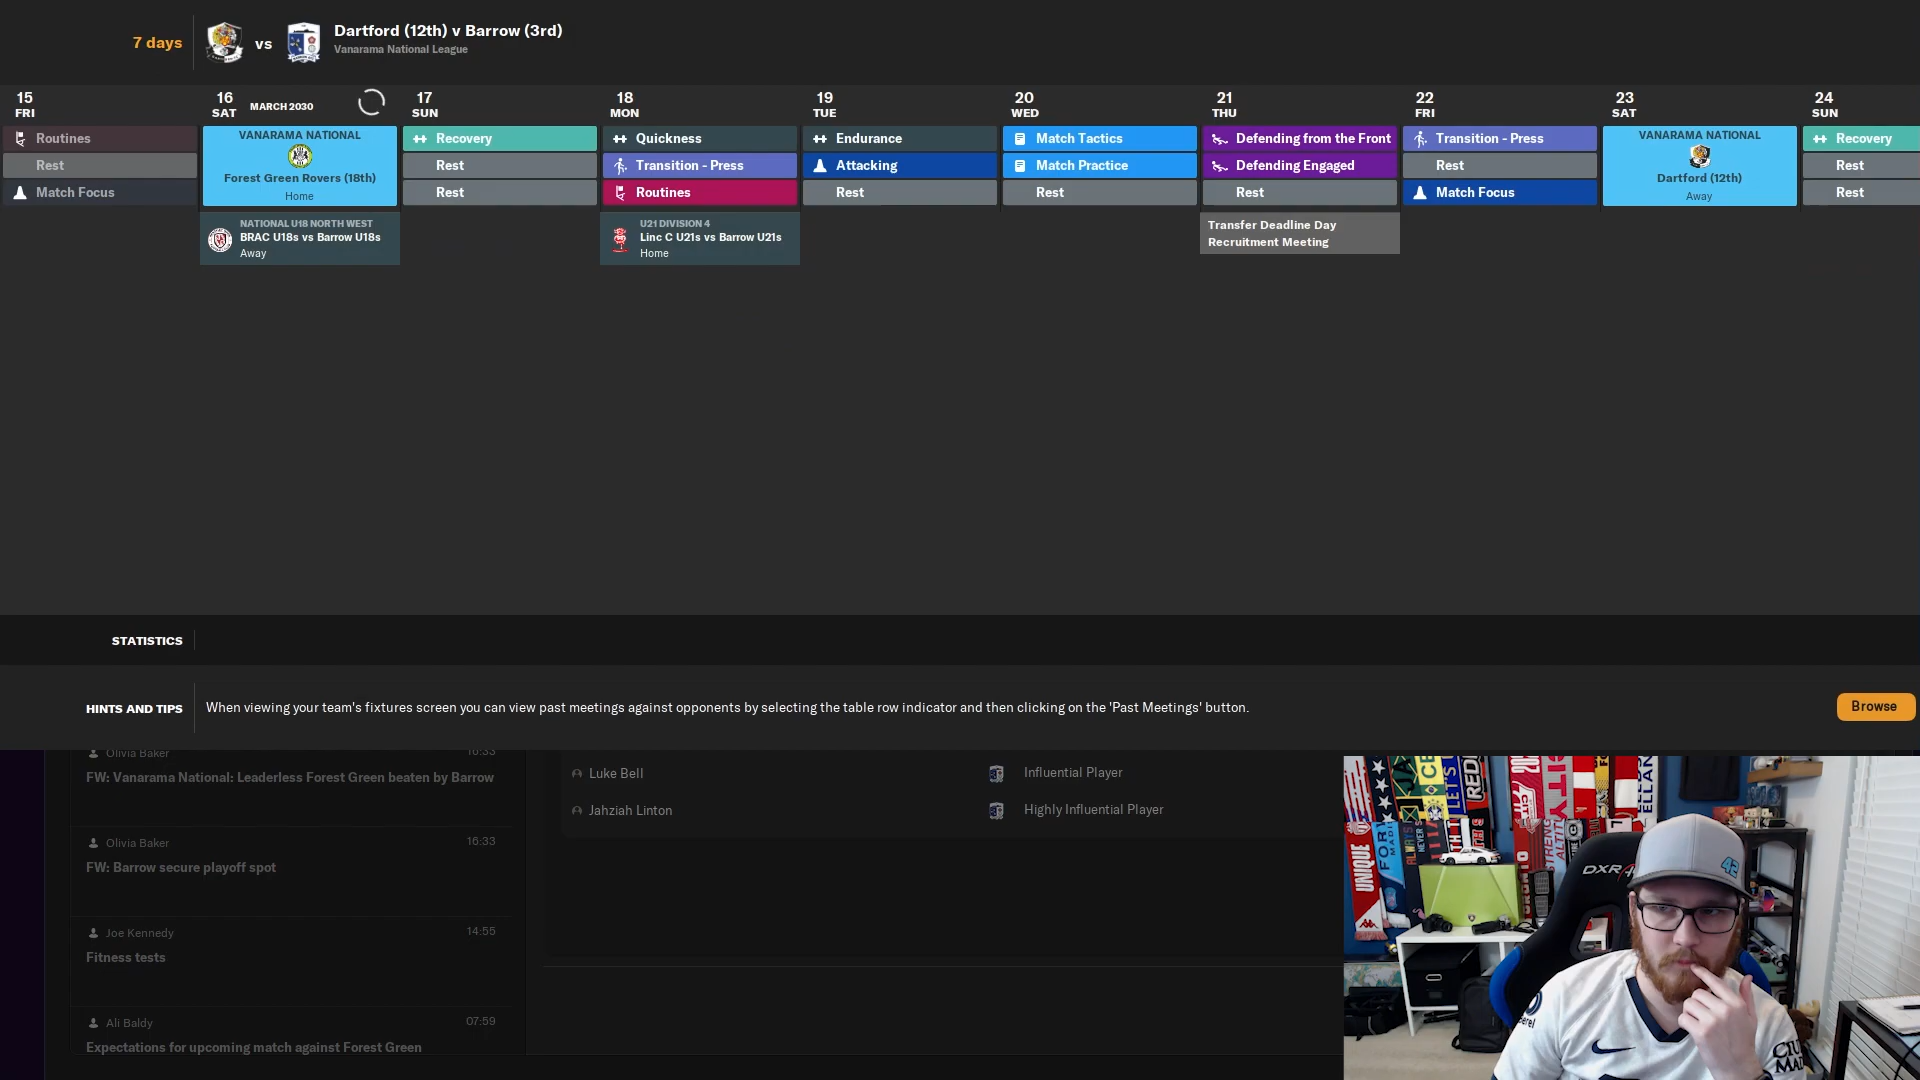 7 days
vs
Dartford (12th) v Barrow (3rd)
Vanarama National League
15
FRI
16
SAT
MARCH 2030
17
SUN
18
MON
19
TUE
20
WED
21
THU
22
FRI
23
SAT
24
SUN
Routines
Rest
Match Focus
VANARAMA NATIONAL
Forest Green Rovers (18th)
Home
Recovery
Rest
Rest
Quickness
Transition - Press
Routines
Endurance
Attacking
Rest
Match Tactics
Match Practice
Rest
Defending from the Front
Defending Engaged
Rest
Transition - Press
Rest
Match Focus
VANARAMA NATIONAL
Dartford (12th)
Away
Recovery
Rest
Rest
NATIONAL U18 NORTH WEST
BRAC U18s vs Barrow U18s
Away
U21 DIVISION 4
Linc C U21s vs Barrow U21s
Home
Transfer Deadline Day
Recruitment Meeting
STATISTICS
HINTS AND TIPS
When viewing your team's fixtures screen you can view past meetings against opponents by selecting the table row indicator and then clicking on the 'Past Meetings' button.
Browse
Olivia Baker
16:33
FW: Vanarama National: Leaderless Forest Green beaten by Barrow
Olivia Baker
16:33
FW: Barrow secure playoff spot
Joe Kennedy
14:55
Fitness tests
Ali Baldy
07:59
Expectations for upcoming match against Forest Green
Luke Bell
Influential Player
Jahziah Linton
Highly Influential Player
UNIQUE
LET'S
RED
DXR
42